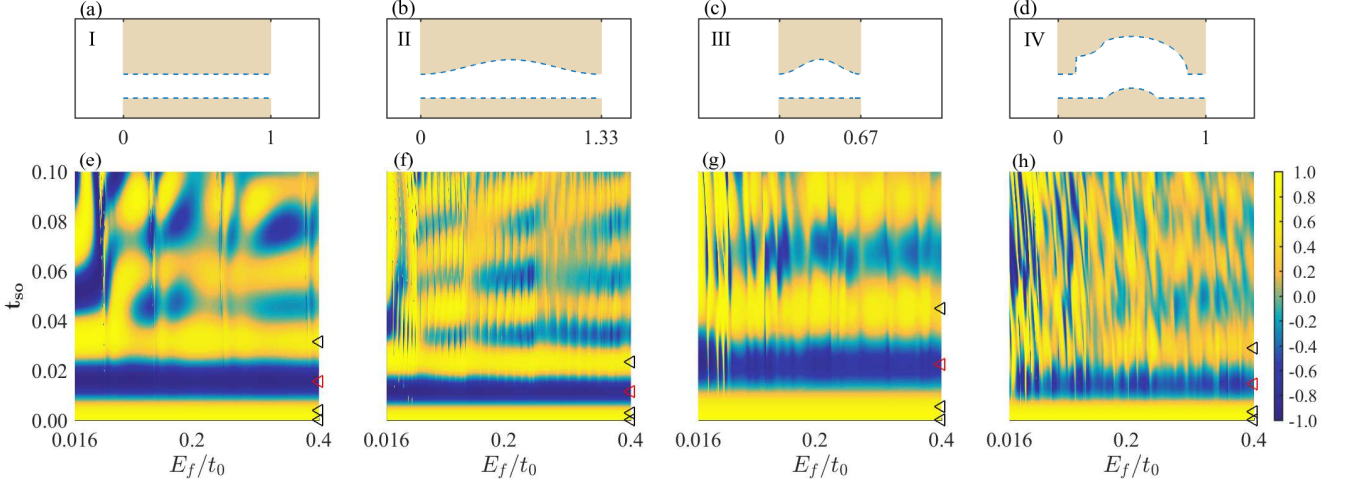 (a) (b) (c) (d)
I II III IV
0 1 0 1.33 0 0.67 0 1
(e) (f) (g) (h)
0.10 1.0
0.8
0.08 0.6
0.4
0.06 0.2
t_so 0.0
0.04 -0.2
-0.4
0.02 -0.6
-0.8
0.00 -1.0
0.016 0.2 0.4 0.016 0.2 0.4 0.016 0.2 0.4 0.016 0.2 0.4
E_f/t_0 E_f/t_0 E_f/t_0 E_f/t_0